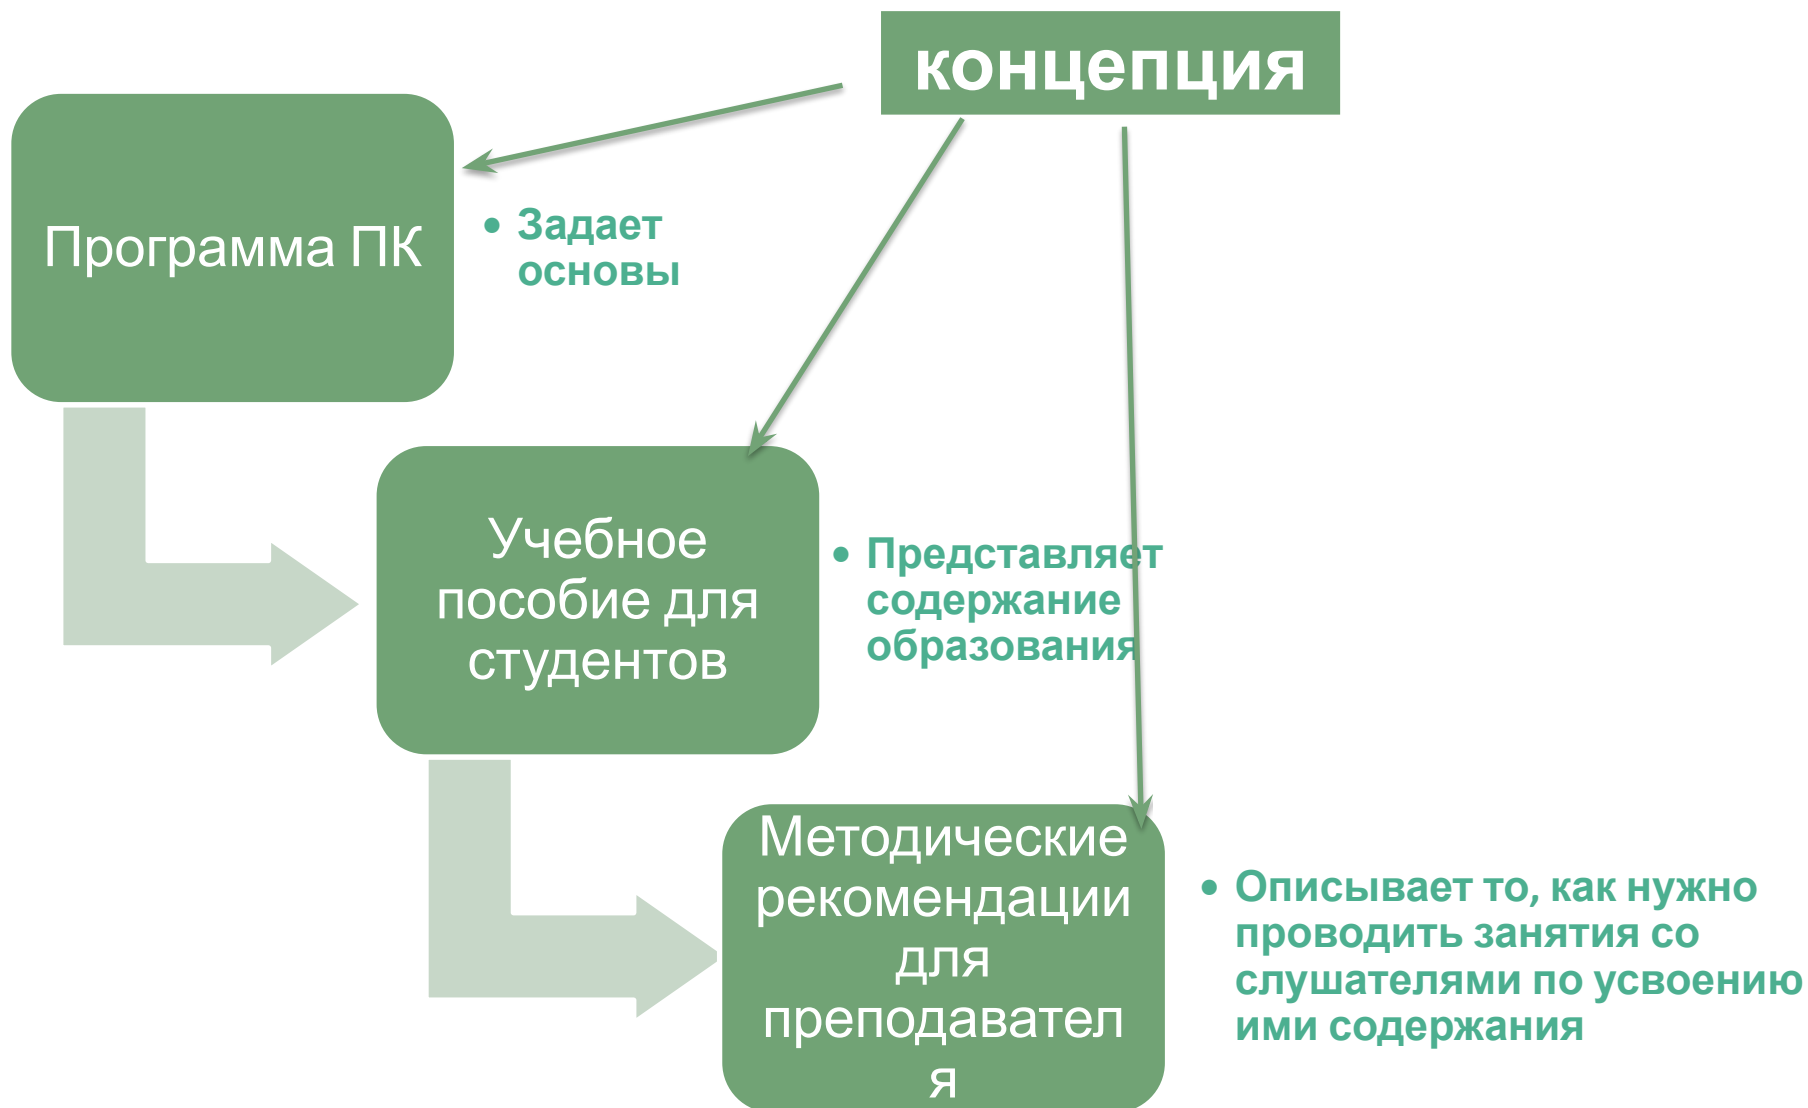 концепция
Программа ПК
• Задает
основы
Учебное
пособие для
студентов
• Представляет
содержание
образования
Методические
рекомендации
для
преподавател
я
• Описывает то, как нужно
проводить занятия со
слушателями по усвоению
ими содержания